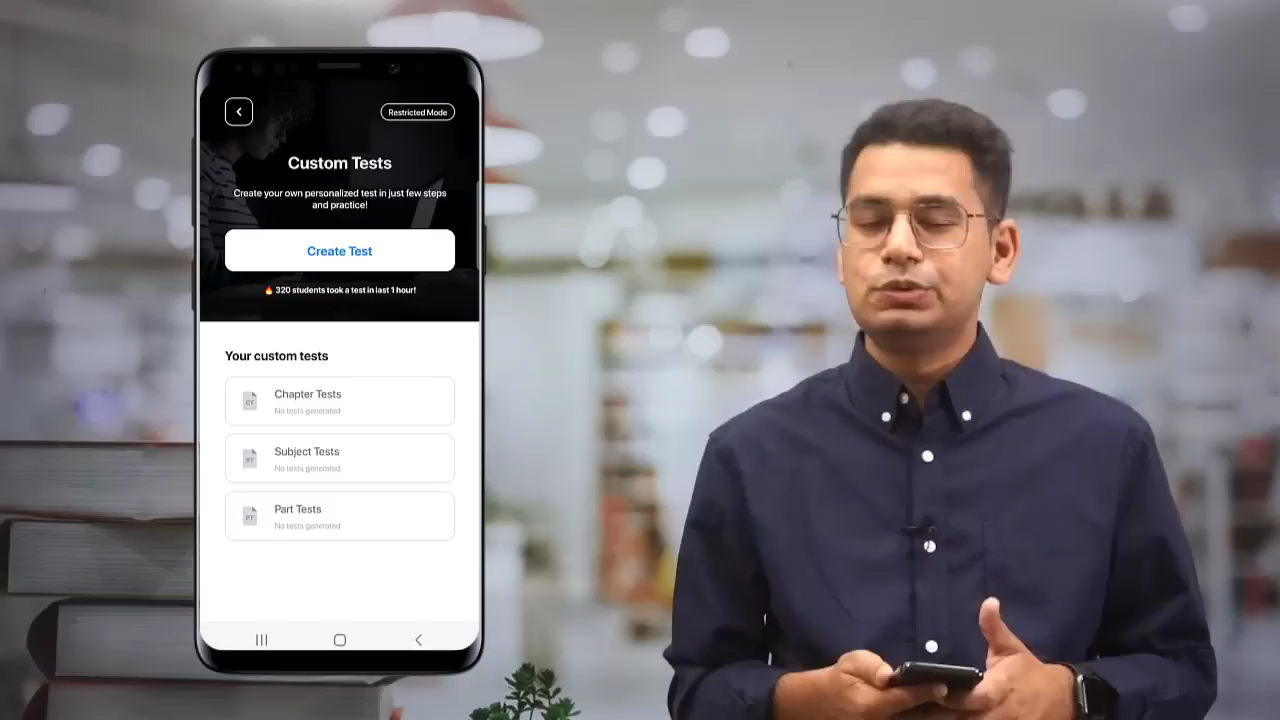 Restricted Mode
Custom Tests
Create your own personalized test in just few steps
and practice!
Create Test
🔥 320 students took a test in last 1 hour!
Your custom tests
CT
Chapter Tests
No tests generated
ST
Subject Tests
No tests generated
PT
Part Tests
No tests generated